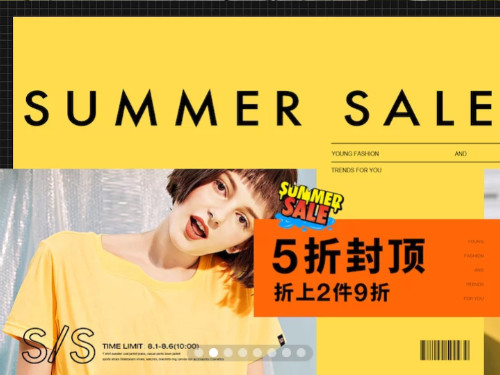 SUMMER SALE
YOUNG FASHION AND
TRENDS FOR YOU
SUMMER
SALE
5折封顶
折上2件9折
S/S
TIME LIMIT 8.1-8.6(10:00)